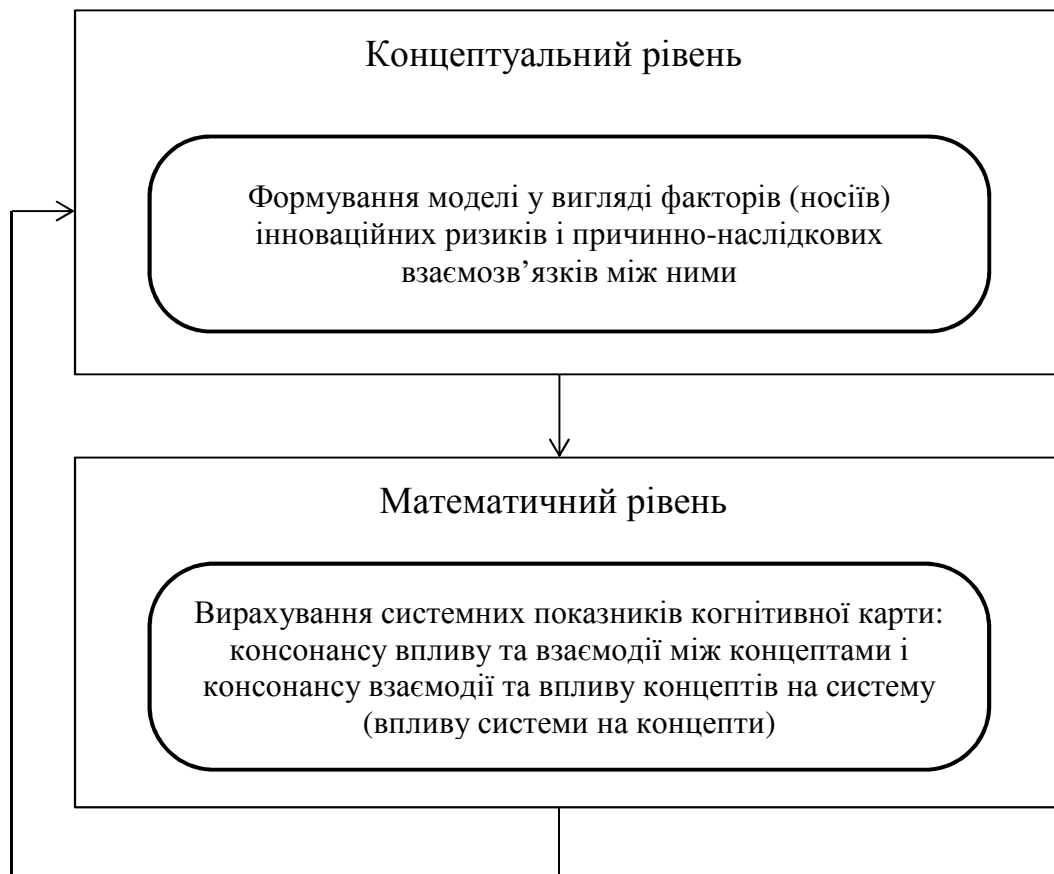 Концептуальний рівень
Формування моделі у вигляді факторів (носіїв)
інноваційних ризиків і причинно-наслідкових
взаємозв’язків між ними
Математичний рівень
Вирахування системних показників когнітивної карти:
консонансу впливу та взаємодії між концептами і
консонансу взаємодії та впливу концептів на систему
(впливу системи на концепти)